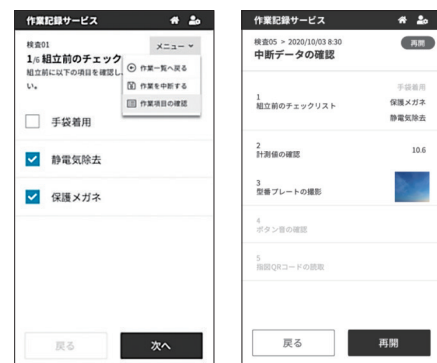 作業記録サービス
検査01
メニュー
1/6 組立前のチェック
組立前に以下の項目を確認し
い。
作業一覧へ戻る
作業を中断する
作業項目の確認
手袋着用
静電気除去
保護メガネ
戻る
次へ
作業記録サービス
検査05 > 2020/10/03 8:30
中断データの確認
再開
1
組立前のチェックリスト
手袋着用
保護メガネ
静電気除去
2
計測値の確認
10.6
3
型番プレートの撮影
4
ボタン音の確認
5
指図QRコードの読取
戻る
再開